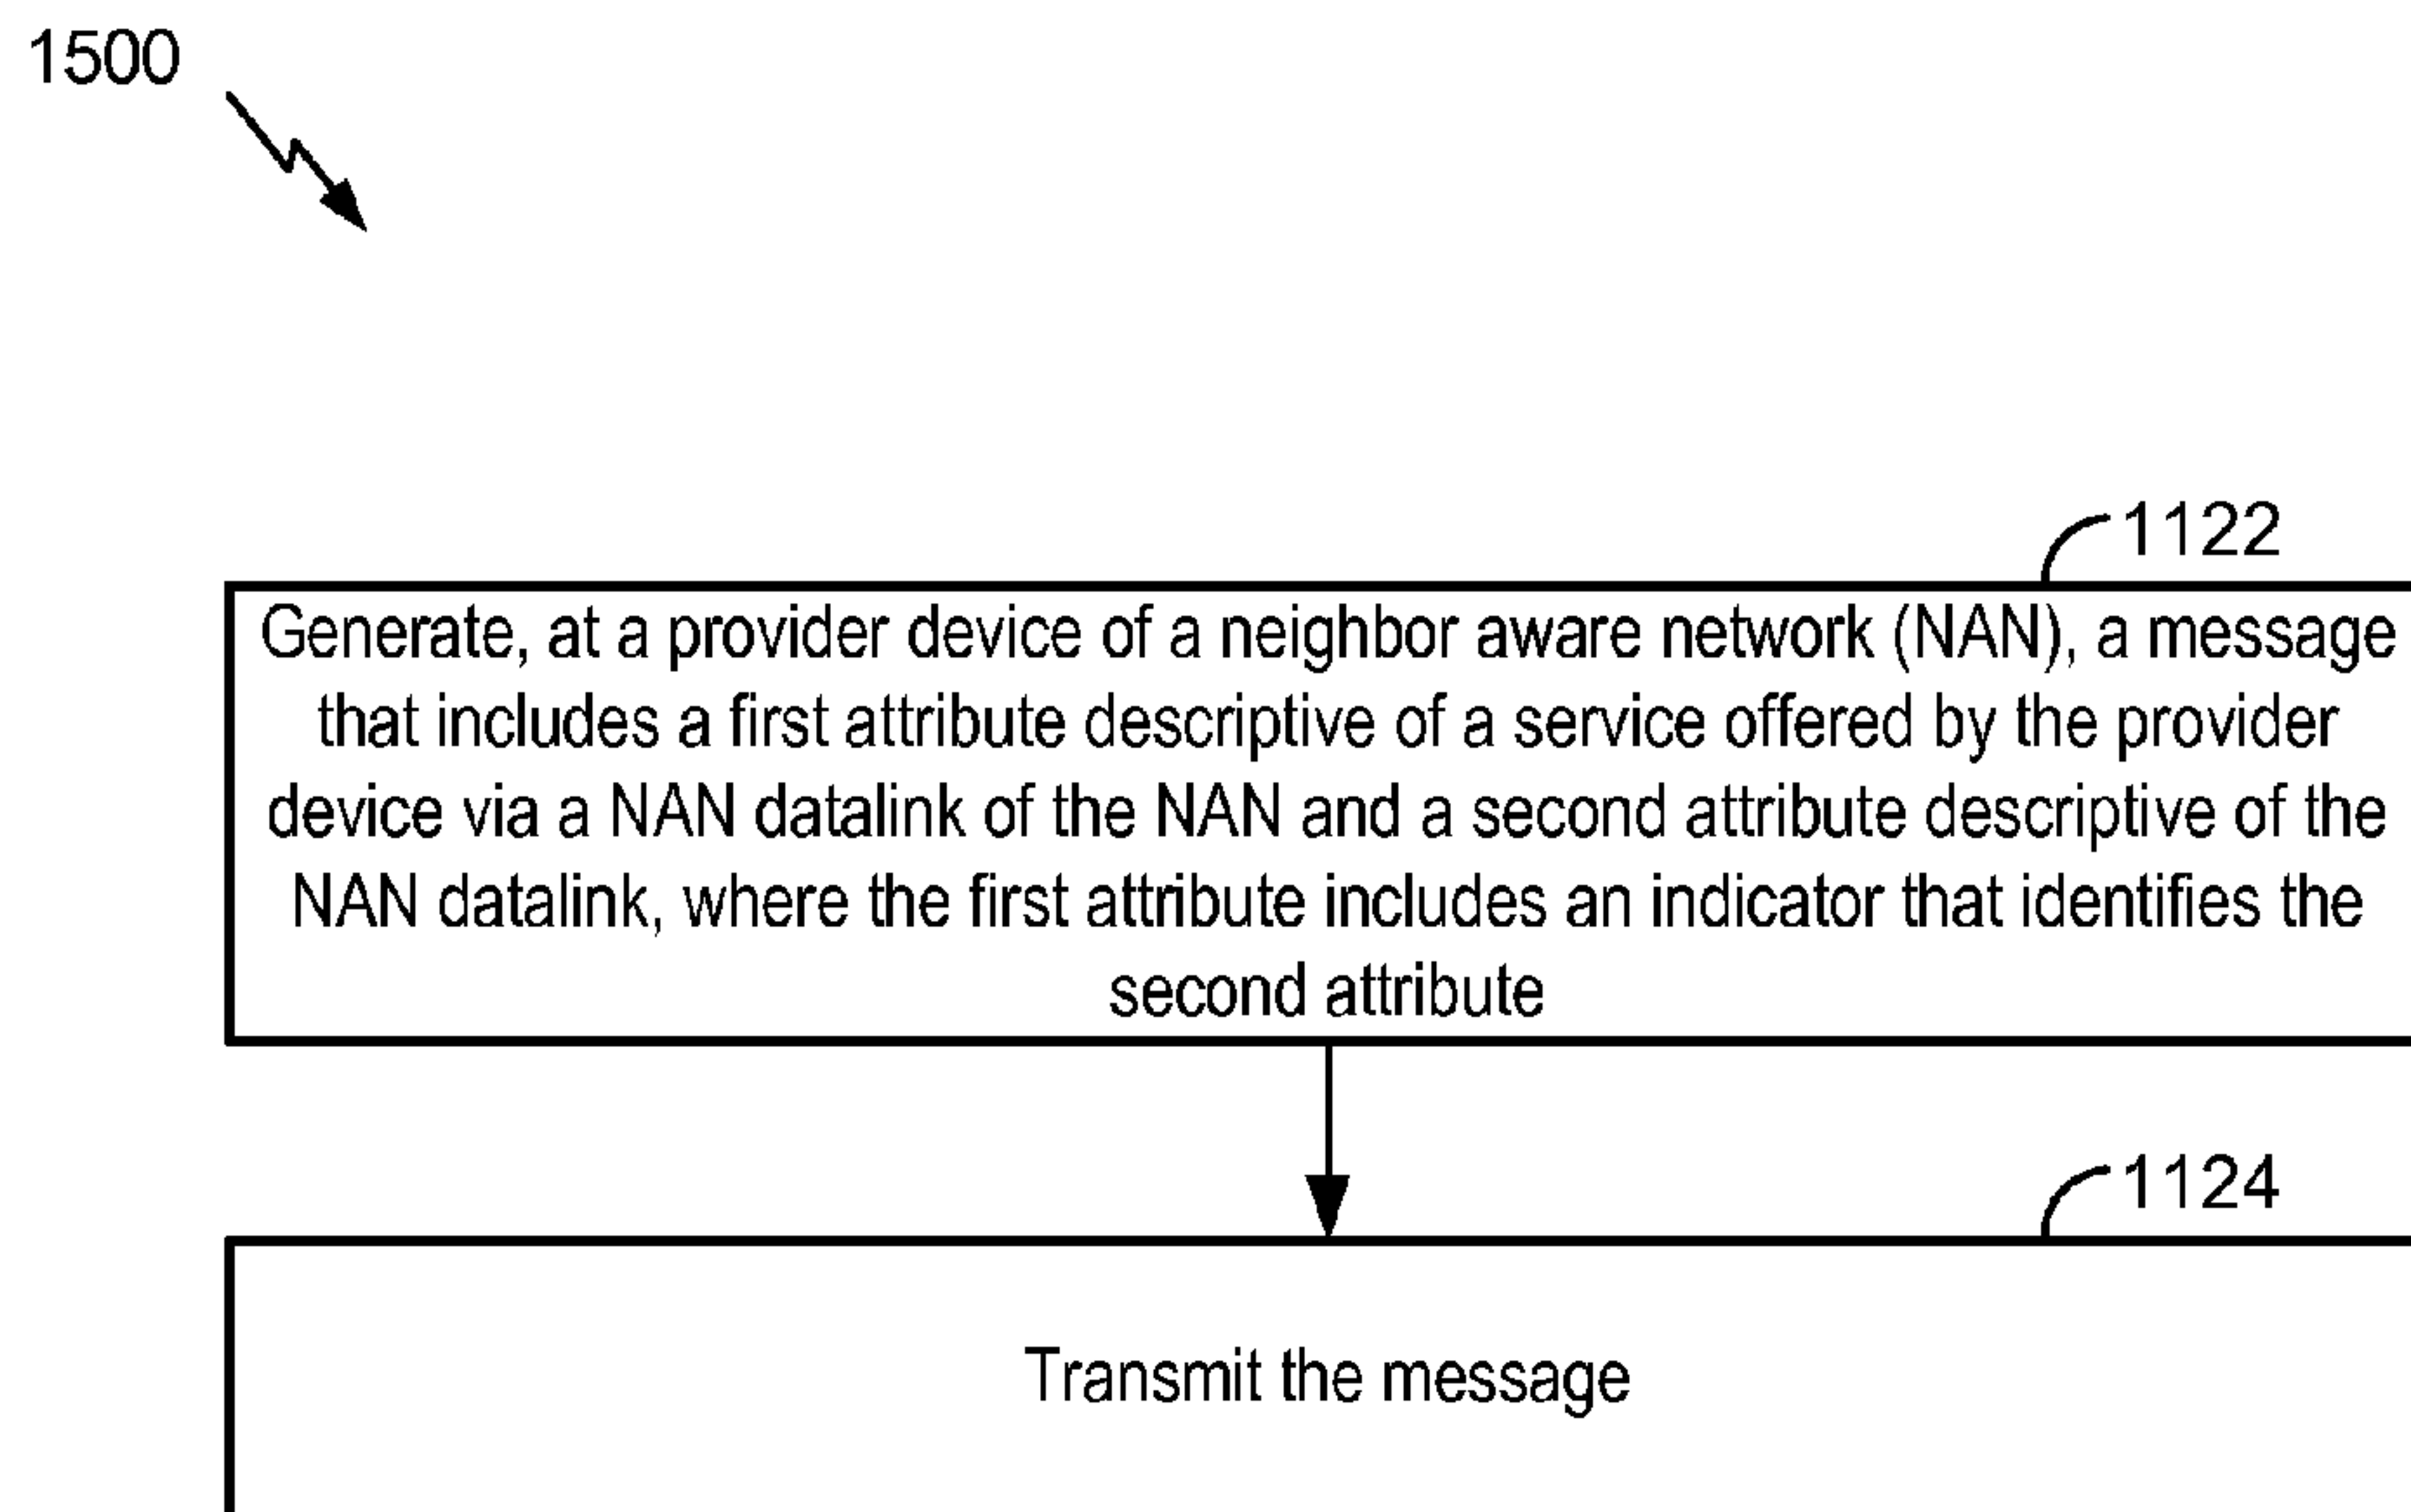 1500
1122
Generate, at a provider device of a neighbor aware network (NAN), a message
that includes a first attribute descriptive of a service offered by the provider
device via a NAN datalink of the NAN and a second attribute descriptive of the
NAN datalink, where the first attribute includes an indicator that identifies the
second attribute
1124
Transmit the message